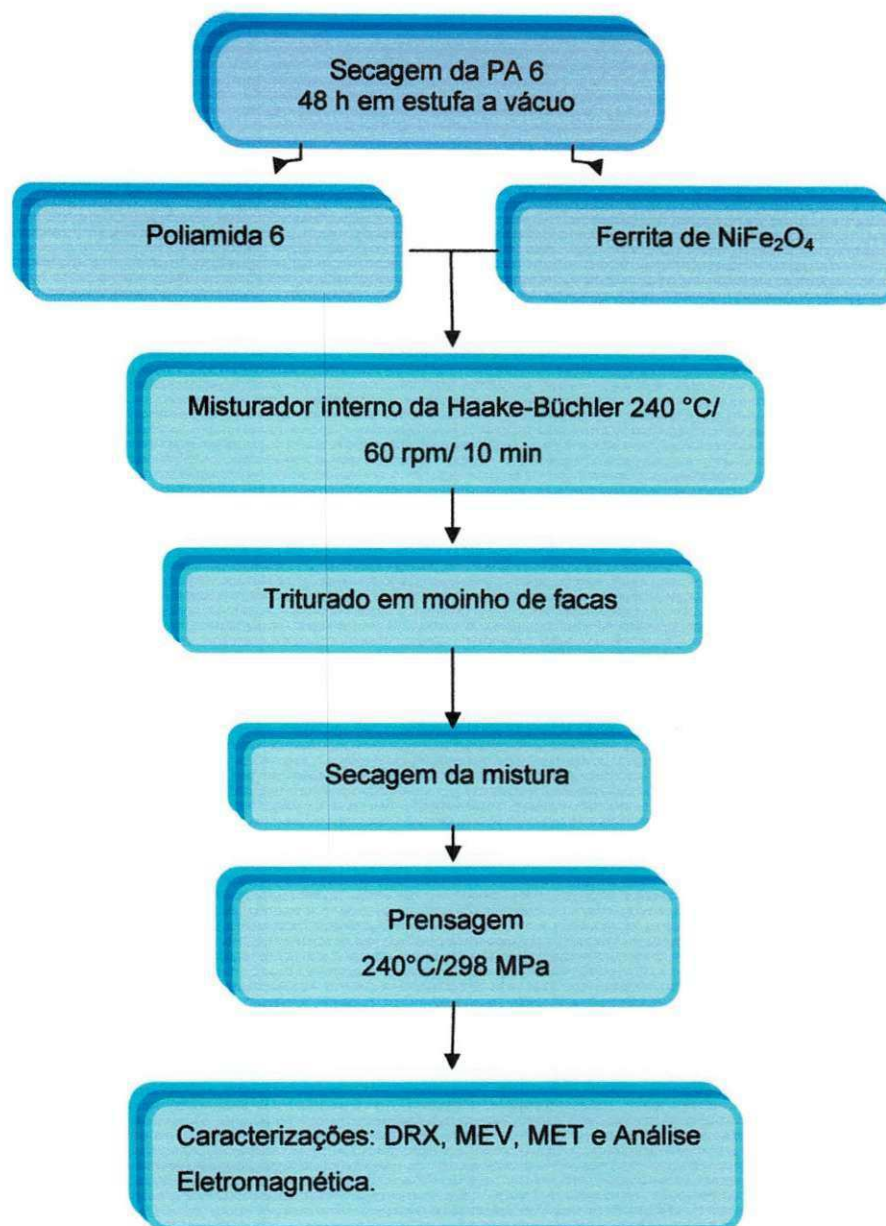 Secagem da PA 6
48 h em estufa a vácuo
Poliamida 6
Ferrita de NiFe₂O₄
Misturador interno da Haake-Büchler 240 °C/
60 rpm/ 10 min
Triturado em moinho de facas
Secagem da mistura
Prensagem
240°C/298 MPa
Caracterizações: DRX, MEV, MET e Análise
Eletromagnética.